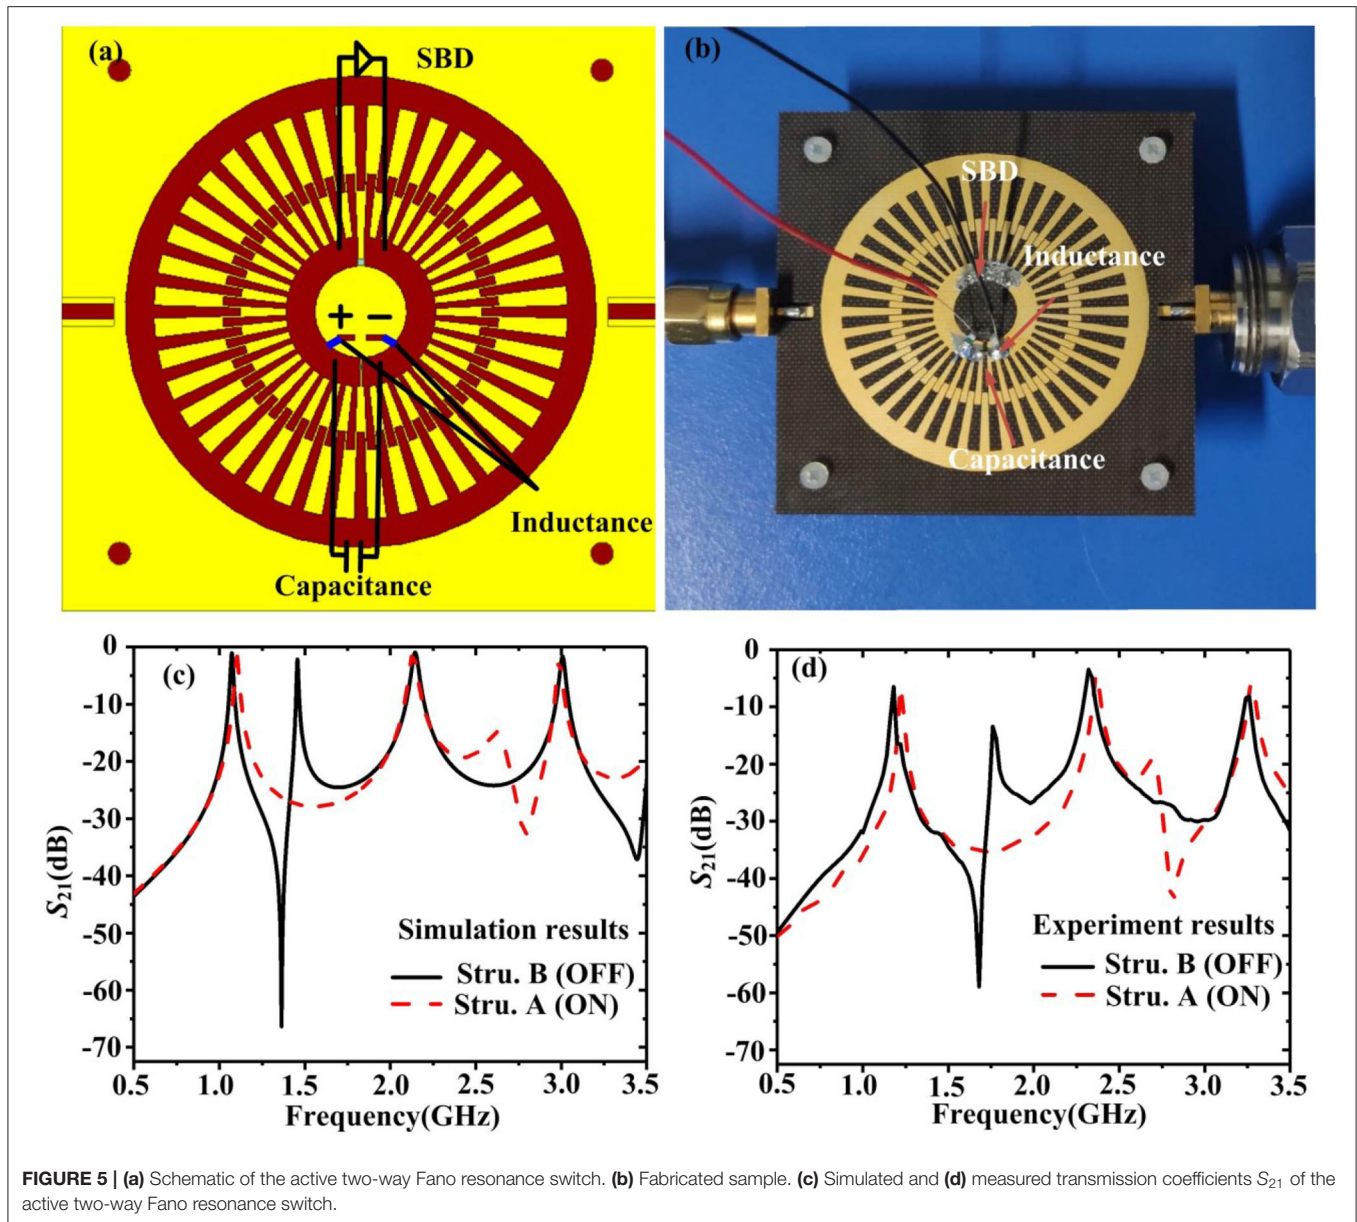 (a)
SBD
+ −
Inductance
Capacitance
(b)
SBD
Inductance
Capacitance
(c)
0
-10
-20
-30
-40
-50
-60
-70
S21(dB)
Simulation results
Stru. B (OFF)
Stru. A (ON)
0.5 1.0 1.5 2.0 2.5 3.0 3.5
Frequency(GHz)
(d)
0
-10
-20
-30
-40
-50
-60
-70
S21(dB)
Experiment results
Stru. B (OFF)
Stru. A (ON)
0.5 1.0 1.5 2.0 2.5 3.0 3.5
Frequency(GHz)
FIGURE 5 | (a) Schematic of the active two-way Fano resonance switch. (b) Fabricated sample. (c) Simulated and (d) measured transmission coefficients S21 of the
active two-way Fano resonance switch.